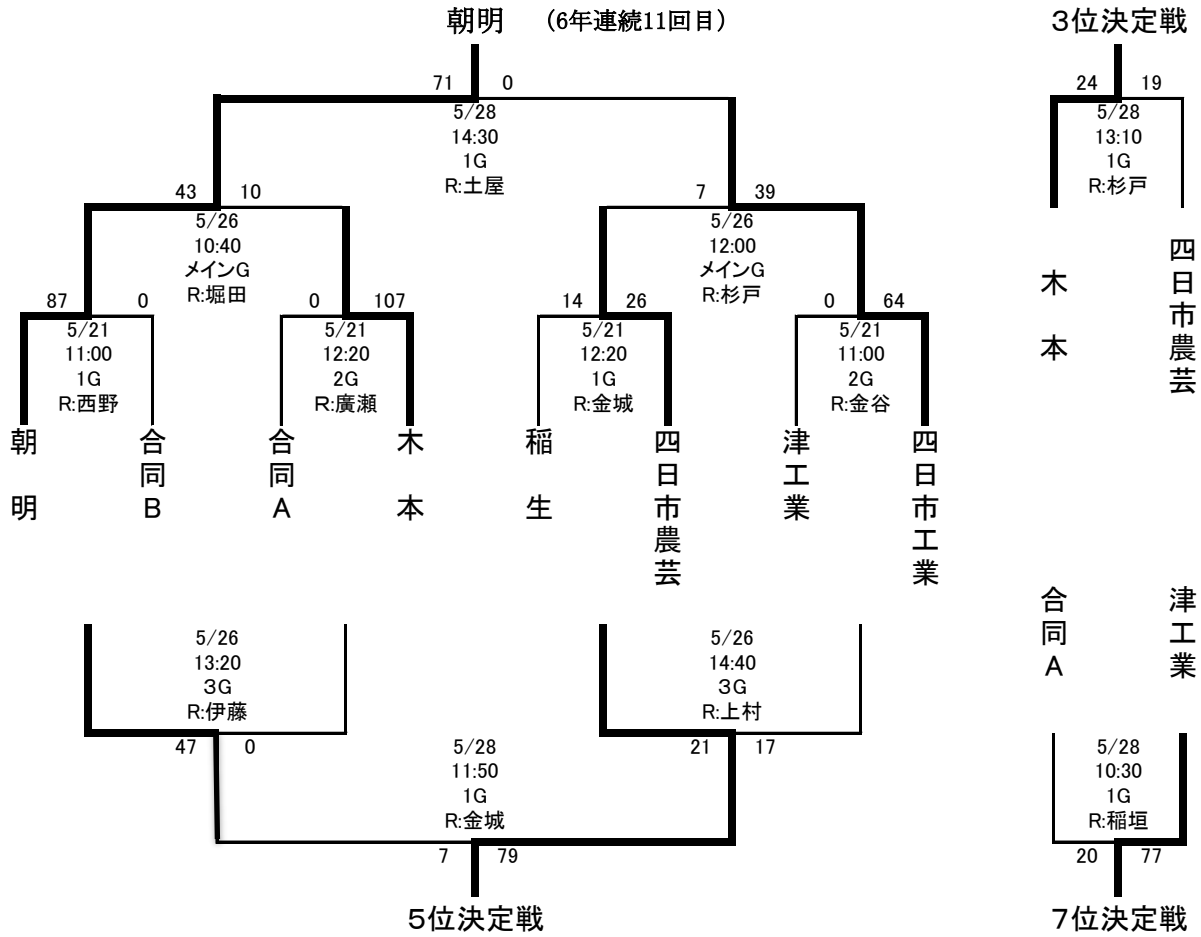 朝明 (6年連続11回目)
3位決定戦
71 0
5/28
14:30
1G
R:土屋
24 19
5/28
13:10
1G
R:杉戸
43 10
5/26
10:40
メインG
R:堀田
7 39
5/26
12:00
メインG
R:杉戸
木本
四日市農芸
87 0
5/21
11:00
1G
R:西野
0 107
5/21
12:20
2G
R:廣瀬
14 26
5/21
12:20
1G
R:金城
0 64
5/21
11:00
2G
R:金谷
朝明
合同B
合同A
木本
稲生
四日市農芸
津工業
四日市工業
合同A
津工業
5/26
13:20
3G
R:伊藤
47 0
5/26
14:40
3G
R:上村
21 17
5/28
11:50
1G
R:金城
7 79
5位決定戦
5/28
10:30
1G
R:稲垣
20 77
7位決定戦